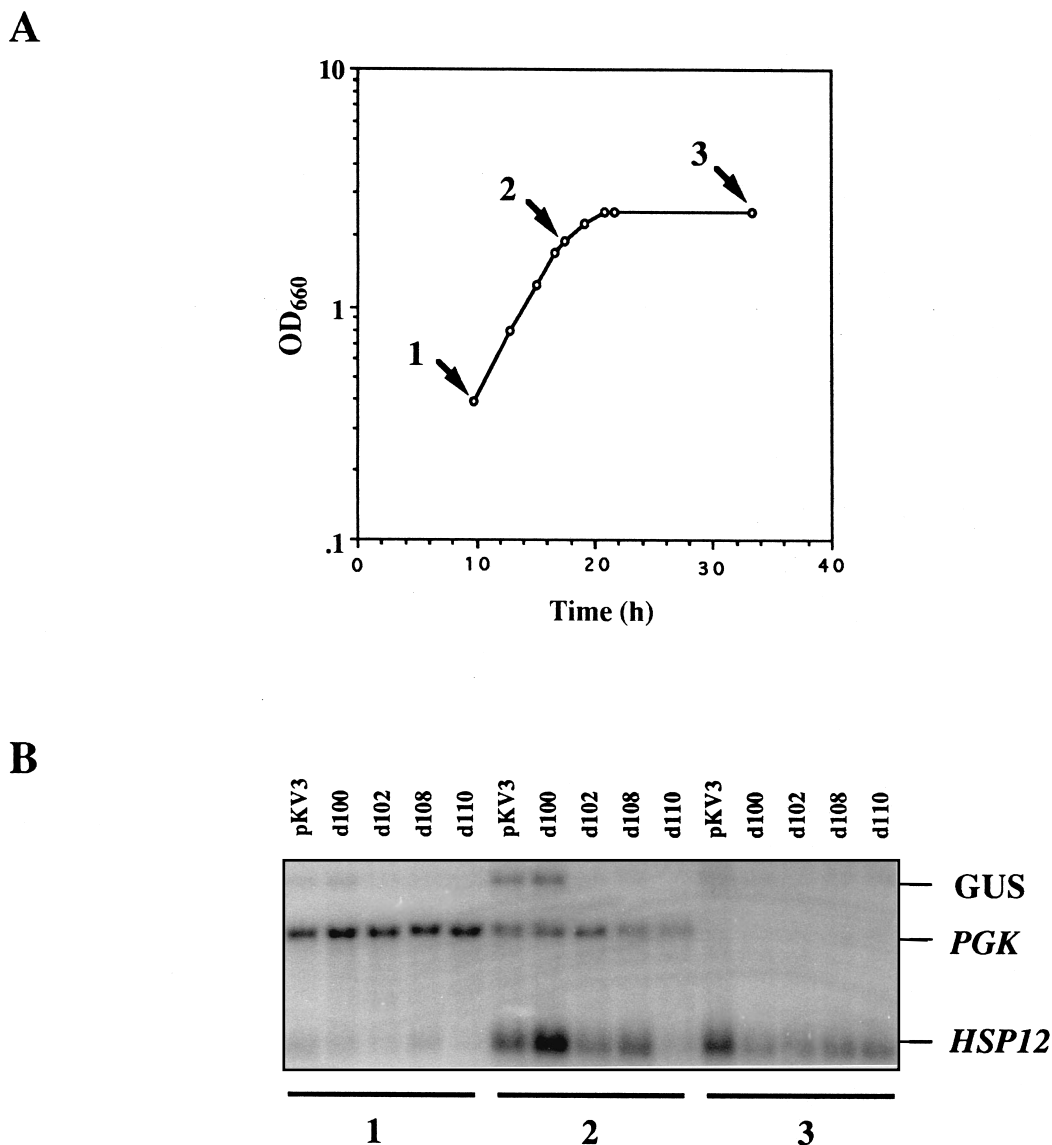 A
10
1
.1
OD660
1
2
3
0 10 20 30 40
Time (h)
B
pKV3 d100 d102 d108 d110 pKV3 d100 d102 d108 d110 pKV3 d100 d102 d108 d110
GUS
PGK
HSP12
1 2 3